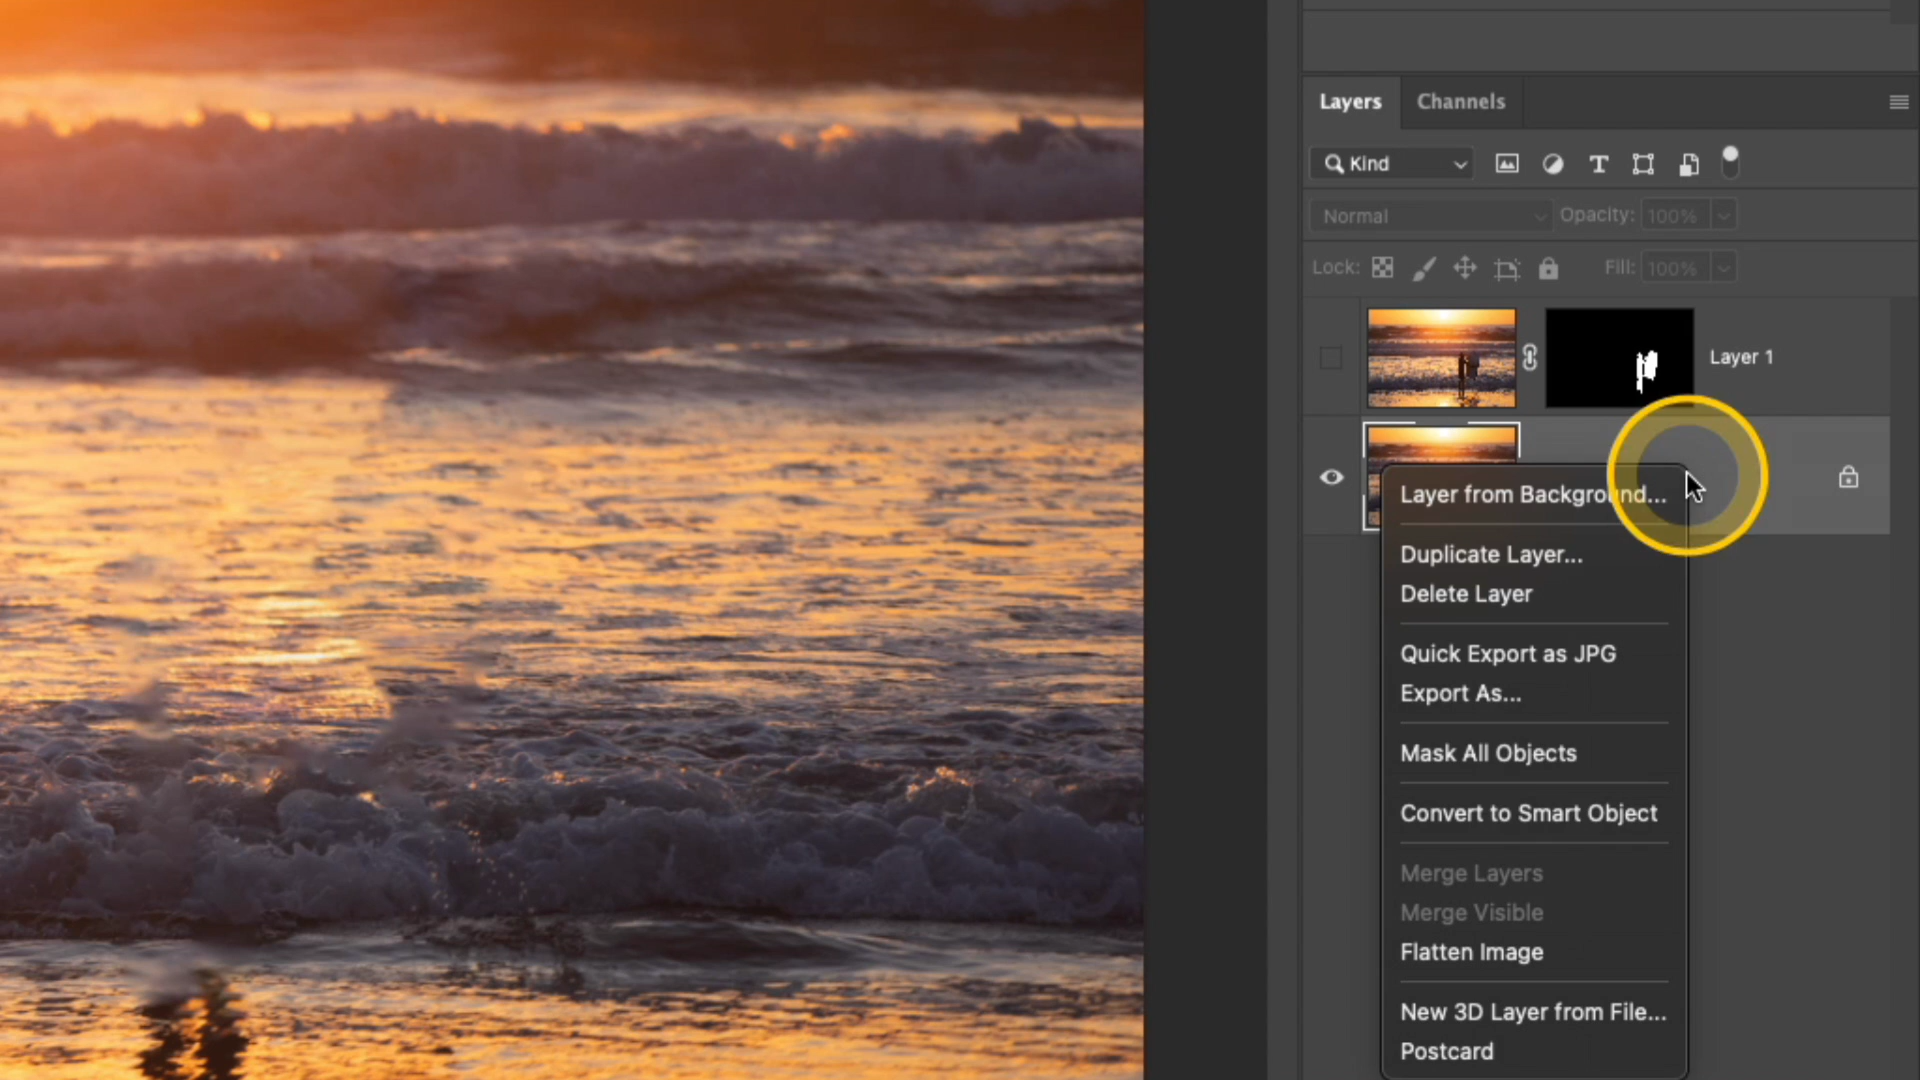 Layers Channels
Kind
Normal Opacity: 100%
Lock: Fill: 100%
Layer 1
Layer from Background...
Duplicate Layer...
Delete Layer
Quick Export as JPG
Export As...
Mask All Objects
Convert to Smart Object
Merge Layers
Merge Visible
Flatten Image
New 3D Layer from File...
Postcard